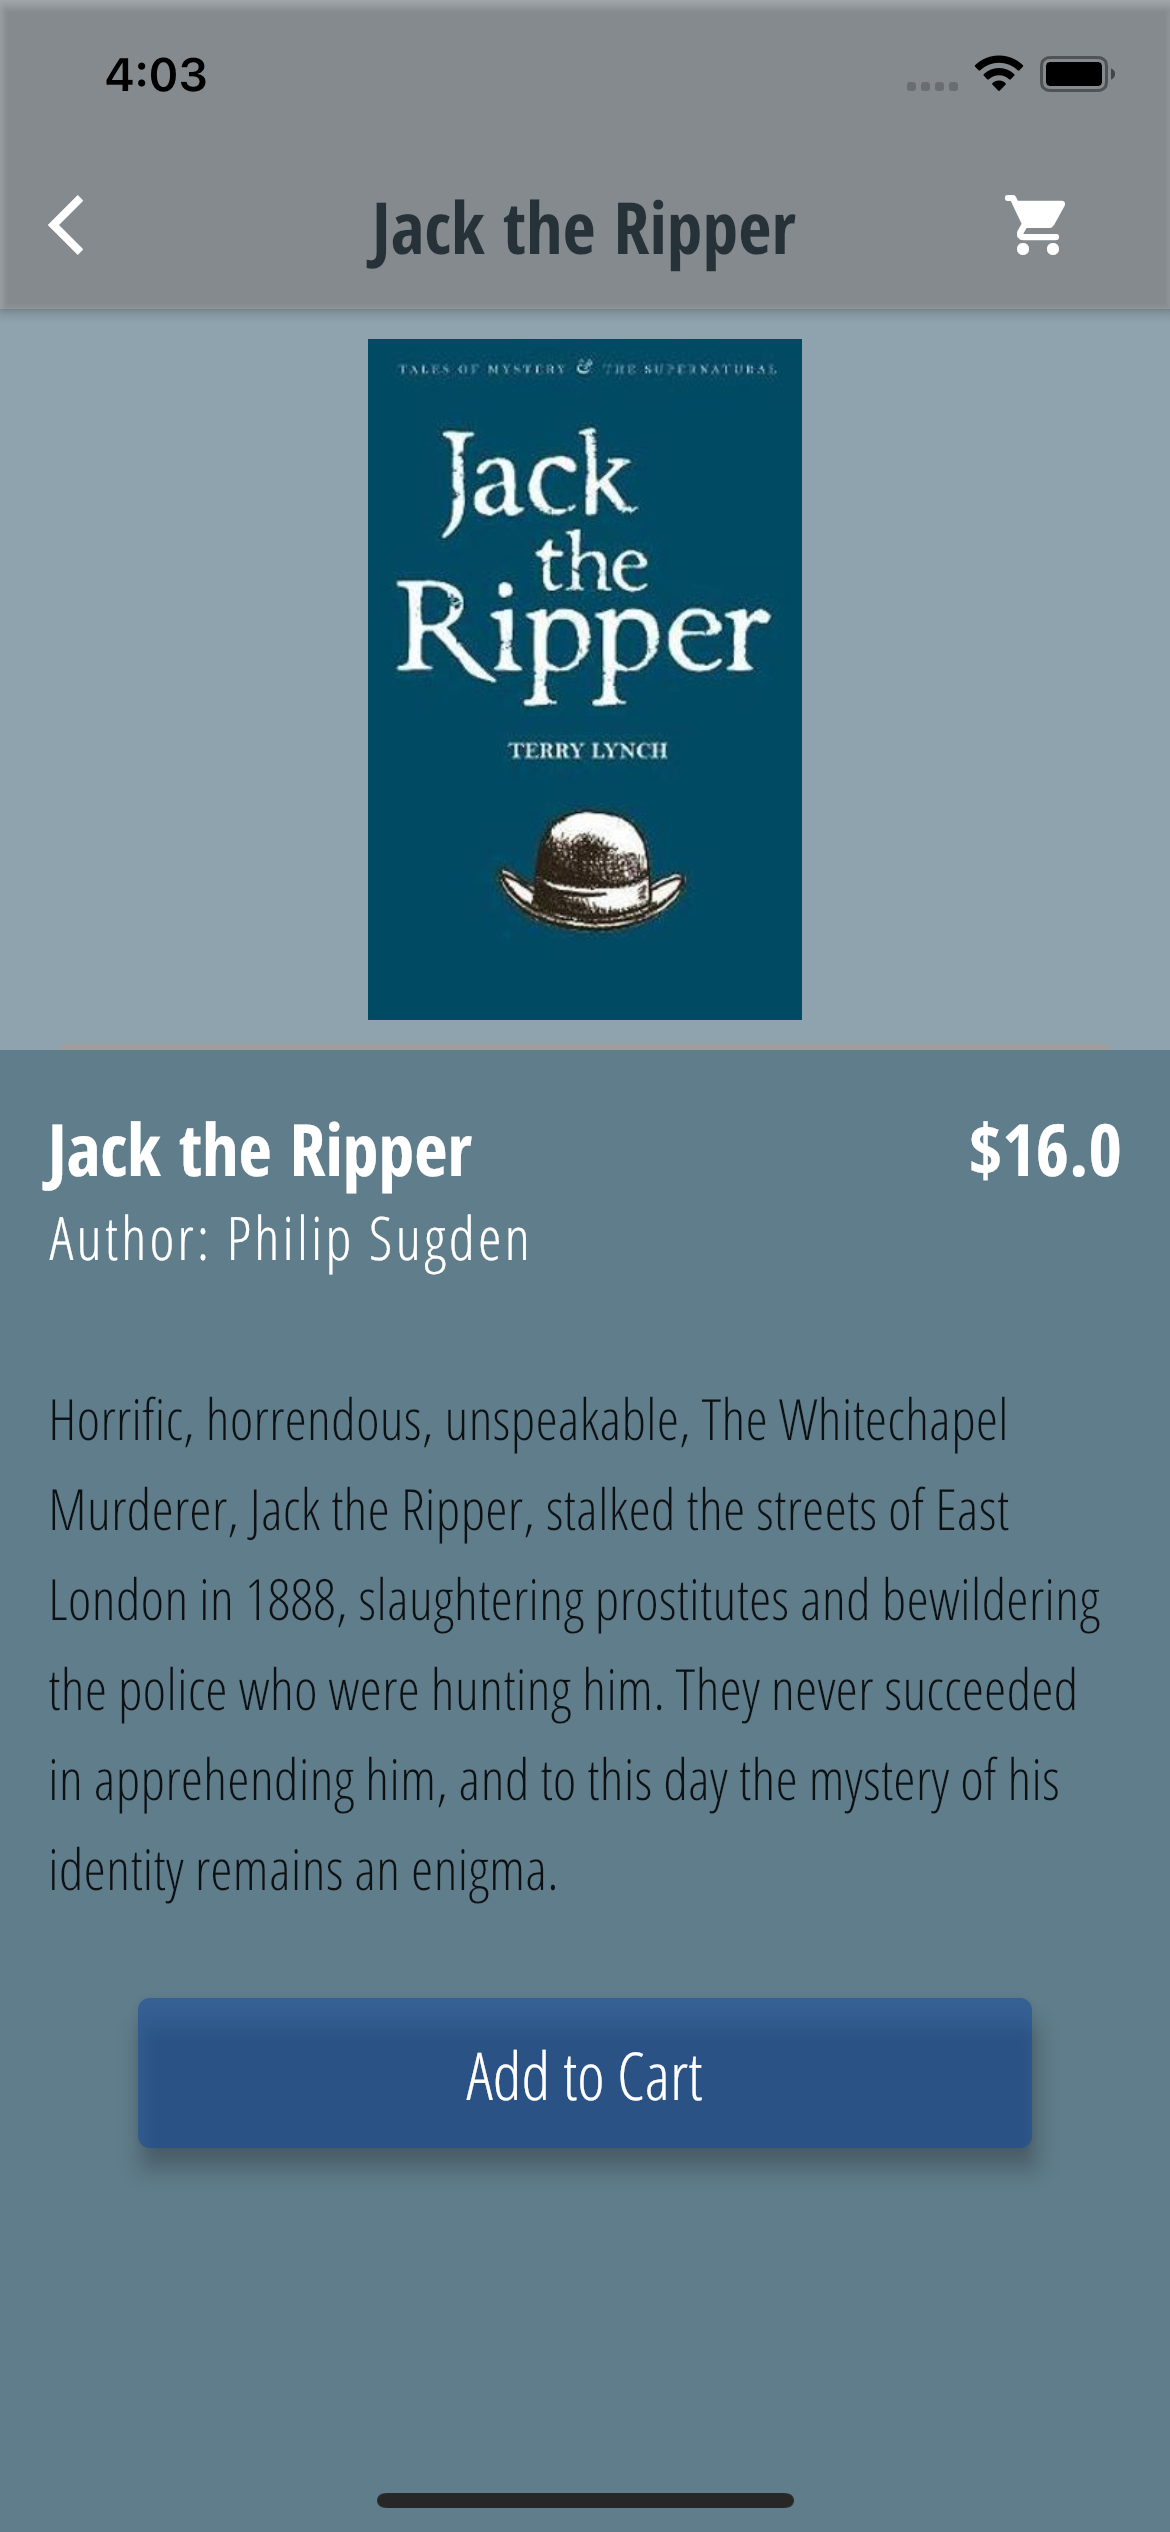 4:03
Jack the Ripper
TALES OF MYSTERY & THE SUPERNATURAL
Jack
the
Ripper
TERRY LYNCH
Jack the Ripper $16.0
Author: Philip Sugden
Horrific, horrendous, unspeakable, The Whitechapel
Murderer, Jack the Ripper, stalked the streets of East
London in 1888, slaughtering prostitutes and bewildering
the police who were hunting him. They never succeeded
in apprehending him, and to this day the mystery of his
identity remains an enigma.
Add to Cart